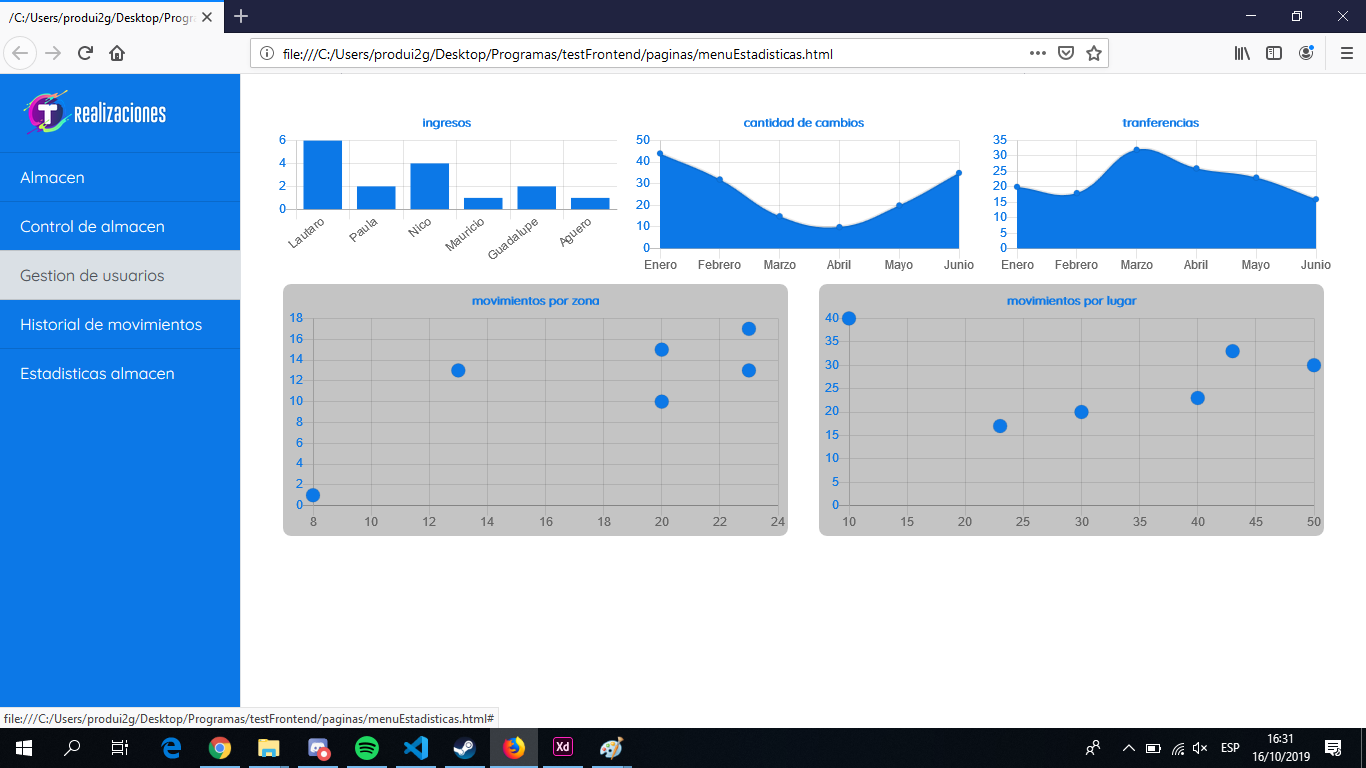 /C:/Users/produi2g/Desktop/Progra
file:///C:/Users/produi2g/Desktop/Programas/testFrontend/paginas/menuEstadisticas.html
T Realizaciones
Almacen
Control de almacen
Gestion de usuarios
Historial de movimientos
Estadisticas almacen
ingresos
6
4
2
0
Lautaro Paula Nico Mauricio Guadalupe Aguero
cantidad de cambios
50
40
30
20
10
0
Enero Febrero Marzo Abril Mayo Junio
tranferencias
35
30
25
20
15
10
5
0
Enero Febrero Marzo Abril Mayo Junio
movimientos por zona
18
16
14
12
10
8
6
4
2
0
8 10 12 14 16 18 20 22 24
movimientos por lugar
40
35
30
25
20
15
10
5
0
10 15 20 25 30 35 40 45 50
file:///C:/Users/produi2g/Desktop/Programas/testFrontend/paginas/menuEstadisticas.html#
Xd
ESP
16:31
16/10/2019